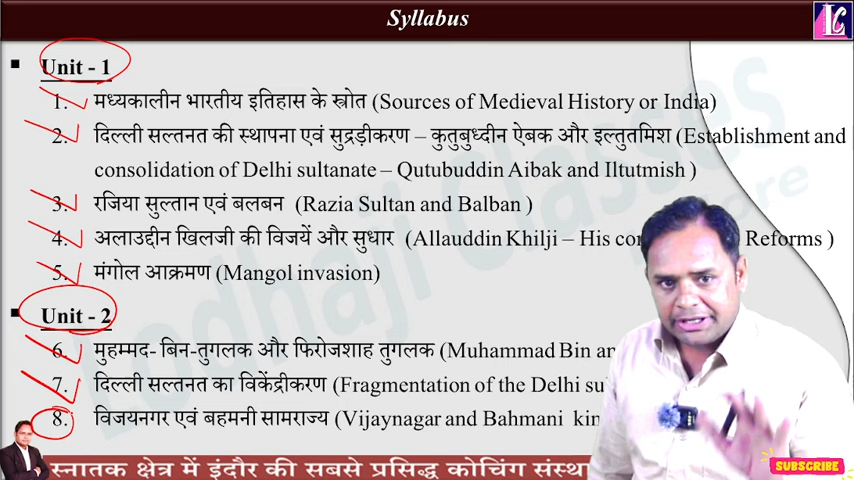 Syllabus
LC
Unit - 1
1. मध्यकालीन भारतीय इतिहास के स्त्रोत (Sources of Medieval History or India)
2. दिल्ली सल्तनत की स्थापना एवं सुद्रड़ीकरण – कुतुबुध्दीन ऐबक और इल्तुतमिश (Establishment and
consolidation of Delhi sultanate – Qutubuddin Aibak and Iltutmish )
3. रजिया सुल्तान एवं बलबन (Razia Sultan and Balban )
4. अलाउद्दीन खिलजी की विजयें और सुधार (Allauddin Khilji – His Reforms )
5. मंगोल आक्रमण (Mangol invasion)
Unit - 2
6. मुहम्मद- बिन-तुगलक और फिरोजशाह तुगलक (Muhammad Bin
7. दिल्ली सल्तनत का विकेंद्रीकरण (Fragmentation of the Delhi
8. विजयनगर एवं बहमनी सामराज्य (Vijaynagar and Bahmani
स्नातक क्षेत्र में इंदौर की सबसे प्रसिद्ध कोचिंग संस्था
SUBSCRIBE
Lodhaji Classes